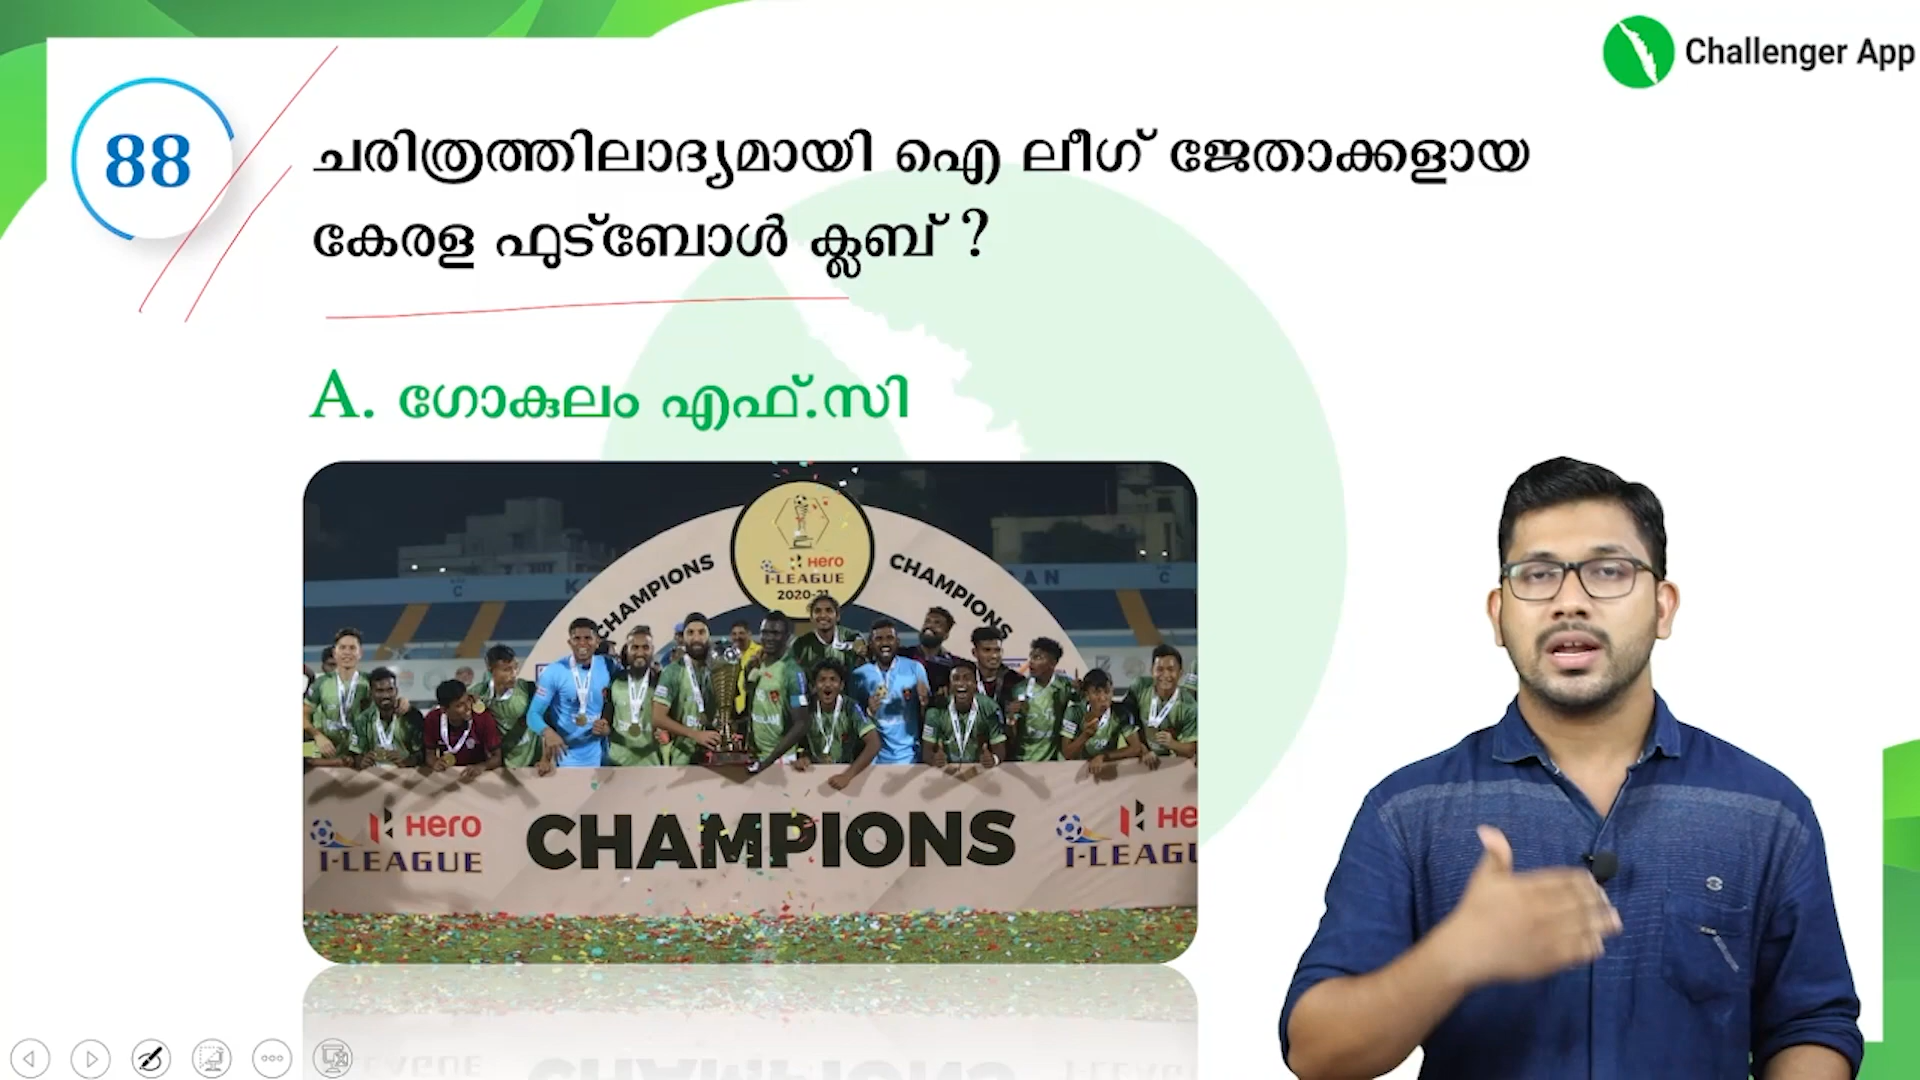 Challenger App
88
ചരിത്രത്തിലാദ്യമായി ഐ ലീഗ് ജേതാക്കളായ
കേരള ഫുട്ബോൾ ക്ലബ് ?
A. ഗോകുലം എഫ്.സി
CHAMPIONS
Hero
I-LEAGUE
2020-21
CHAMPIONS
Hero
I-LEAGUE
CHAMPIONS
He
I-LEAGU